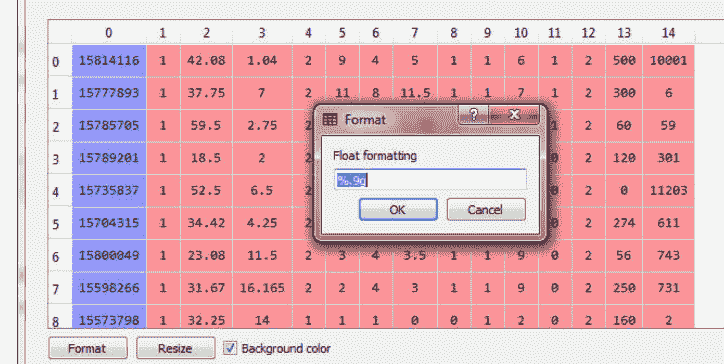 0 1 2 3 4 5 6 7 8 9 10 11 12 13 14
0 15814116 1 42.08 1.04 2 9 4 5 1 1 6 1 2 500 10001
1 15777893 1 37.75 7 2 11 8 11.5 1 1 7 1 2 300 6
2 15785705 1 59.5 2.75 2 60 59
3 15789201 1 18.5 2 2 120 301
4 15735837 1 52.5 6.5 2 0 11203
5 15704315 1 34.42 4.25 2 274 611
6 15800049 1 23.08 11.5 2 3 4 3.5 1 1 9 0 2 56 743
7 15598266 1 31.67 16.165 2 2 4 3 1 1 9 0 2 250 731
8 15573798 1 32.25 14 1 1 1 0 0 1 2 0 2 160 2
Format
Float formatting
%.9g
OK Cancel
Format Resize Background color